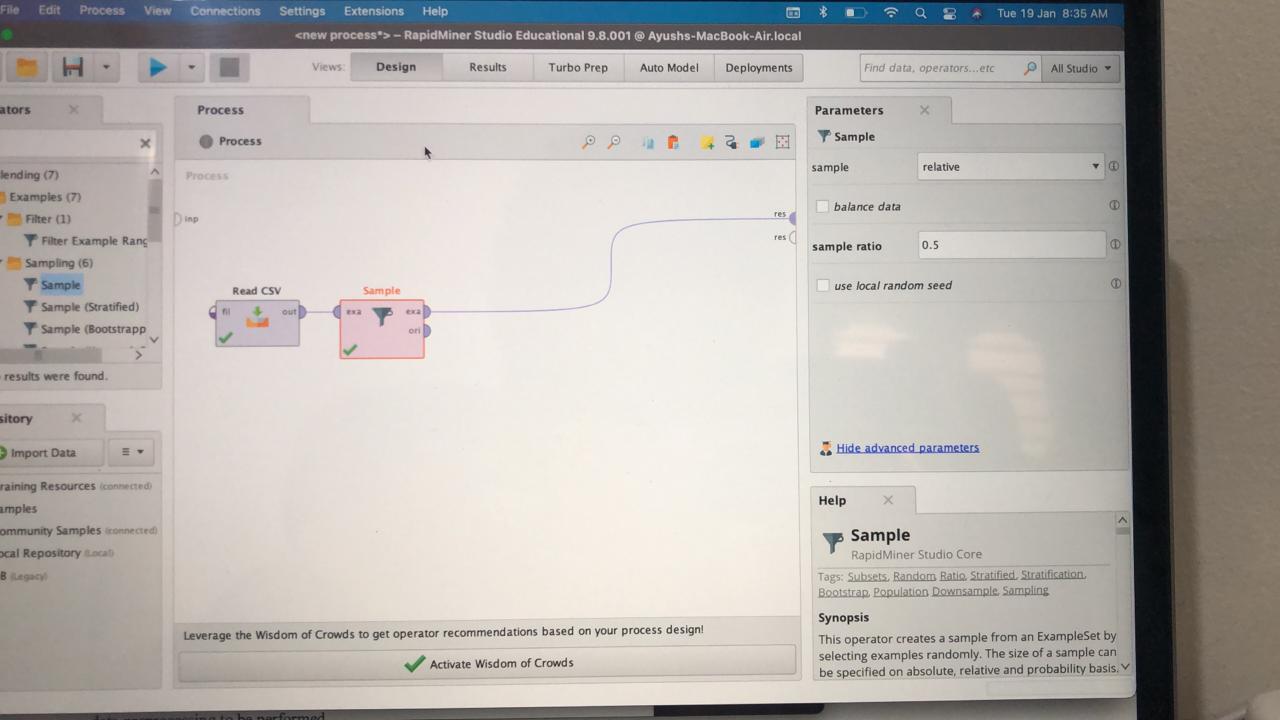 File Edit Process View Connections Settings Extensions Help Tue 19 Jan 8:35 AM
<new process*> – RapidMiner Studio Educational 9.8.001 @ Ayushs-MacBook-Air.local
Views: Design Results Turbo Prep Auto Model Deployments Find data, operators...etc All Studio
ators
lending (7)
Examples (7)
Filter (1)
Filter Example Rang
Sampling (6)
Sample
Sample (Stratified)
Sample (Bootstrapp
results were found.
sitory
Import Data
raining Resources (connected)
amples
ommunity Samples (connected)
ocal Repository (Local)
B (Legacy)
Process
Process
Process
inp
res
res
Read CSV
fil out
Sample
exa exa
ori
Leverage the Wisdom of Crowds to get operator recommendations based on your process design!
Activate Wisdom of Crowds
Parameters
Sample
sample relative
balance data
sample ratio 0.5
use local random seed
Hide advanced parameters
Help
Sample
RapidMiner Studio Core
Tags: Subsets, Random, Ratio, Stratified, Stratification,
Bootstrap, Population, Downsample, Sampling
Synopsis
This operator creates a sample from an ExampleSet by
selecting examples randomly. The size of a sample can
be specified on absolute, relative and probability basis.
to be performed